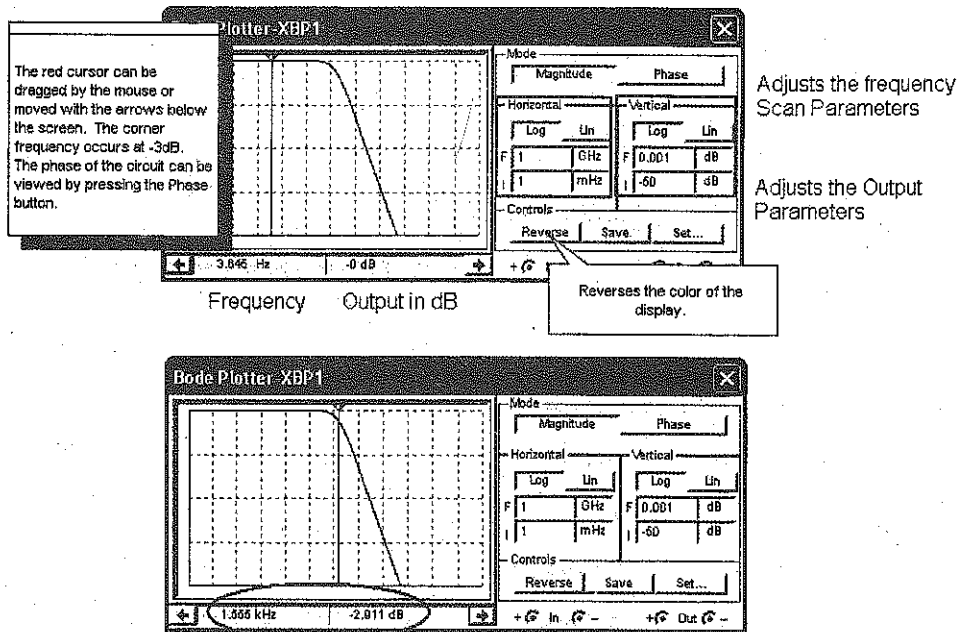 Plotter-XBP1
The red cursor can be
dragged by the mouse or
moved with the arrows below
the screen. The corner
frequency occurs at -3dB.
The phase of the circuit can be
viewed by pressing the Phase
button.
Mode
Magnitude Phase
Horizontal Vertical
Log Lin Log Lin
F 1 GHz F 0.001 dB
I 1 mHz I -50 dB
Controls
Reverse Save Set...
Adjusts the frequency
Scan Parameters
Adjusts the Output
Parameters
Hz -0 dB +
Frequency Output in dB
Reverses the color of the
display.
Bode Plotter-XBP1
Mode
Magnitude Phase
Horizontal Vertical
Log Lin Log Lin
F 1 GHz F 0.001 dB
I 1 mHz I -50 dB
Controls
Reverse Save Set...
kHz -2.911 dB + In - + Out -